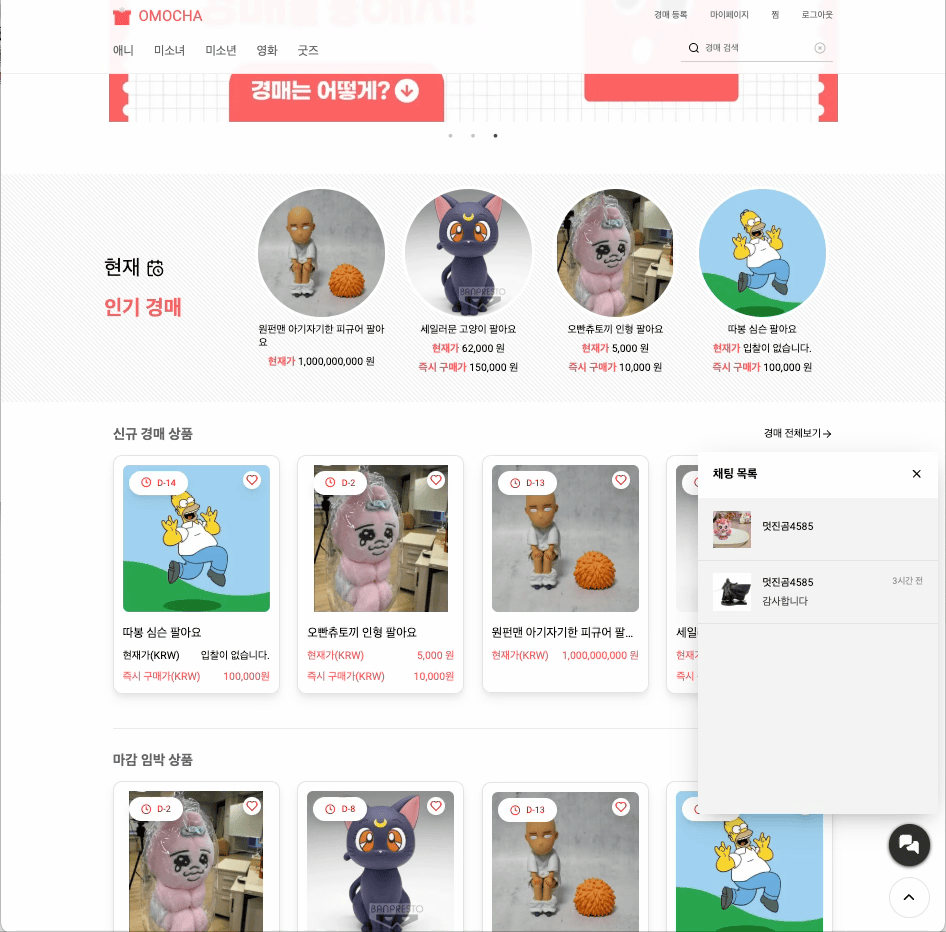 OMOCHA
경매 등록
마이페이지
찜
로그아웃
애니
미소녀
미소년
영화
굿즈
경매 검색
경매는 어떻게?
현재
인기 경매
원펀맨 아기자기한 피규어 팔아
요
현재가 1,000,000,000 원
세일러문 고양이 팔아요
현재가 62,000 원
즉시 구매가 150,000 원
오빤츄토끼 인형 팔아요
현재가 5,000 원
즉시 구매가 10,000 원
따봉 심슨 팔아요
현재가 입찰이 없습니다.
즉시 구매가 100,000 원
BANPRESTO
신규 경매 상품
경매 전체보기
D-14
따봉 심슨 팔아요
현재가(KRW) 입찰이 없습니다.
즉시 구매가(KRW) 100,000원
D-2
오빤츄토끼 인형 팔아요
현재가(KRW) 5,000 원
즉시 구매가(KRW) 10,000원
D-13
원펀맨 아기자기한 피규어 팔...
현재가(KRW) 1,000,000,000 원
채팅 목록
멋진곰4585
멋진곰4585
3시간 전
감사합니다
마감 임박 상품
D-2
D-8
D-13
BANPRESTO